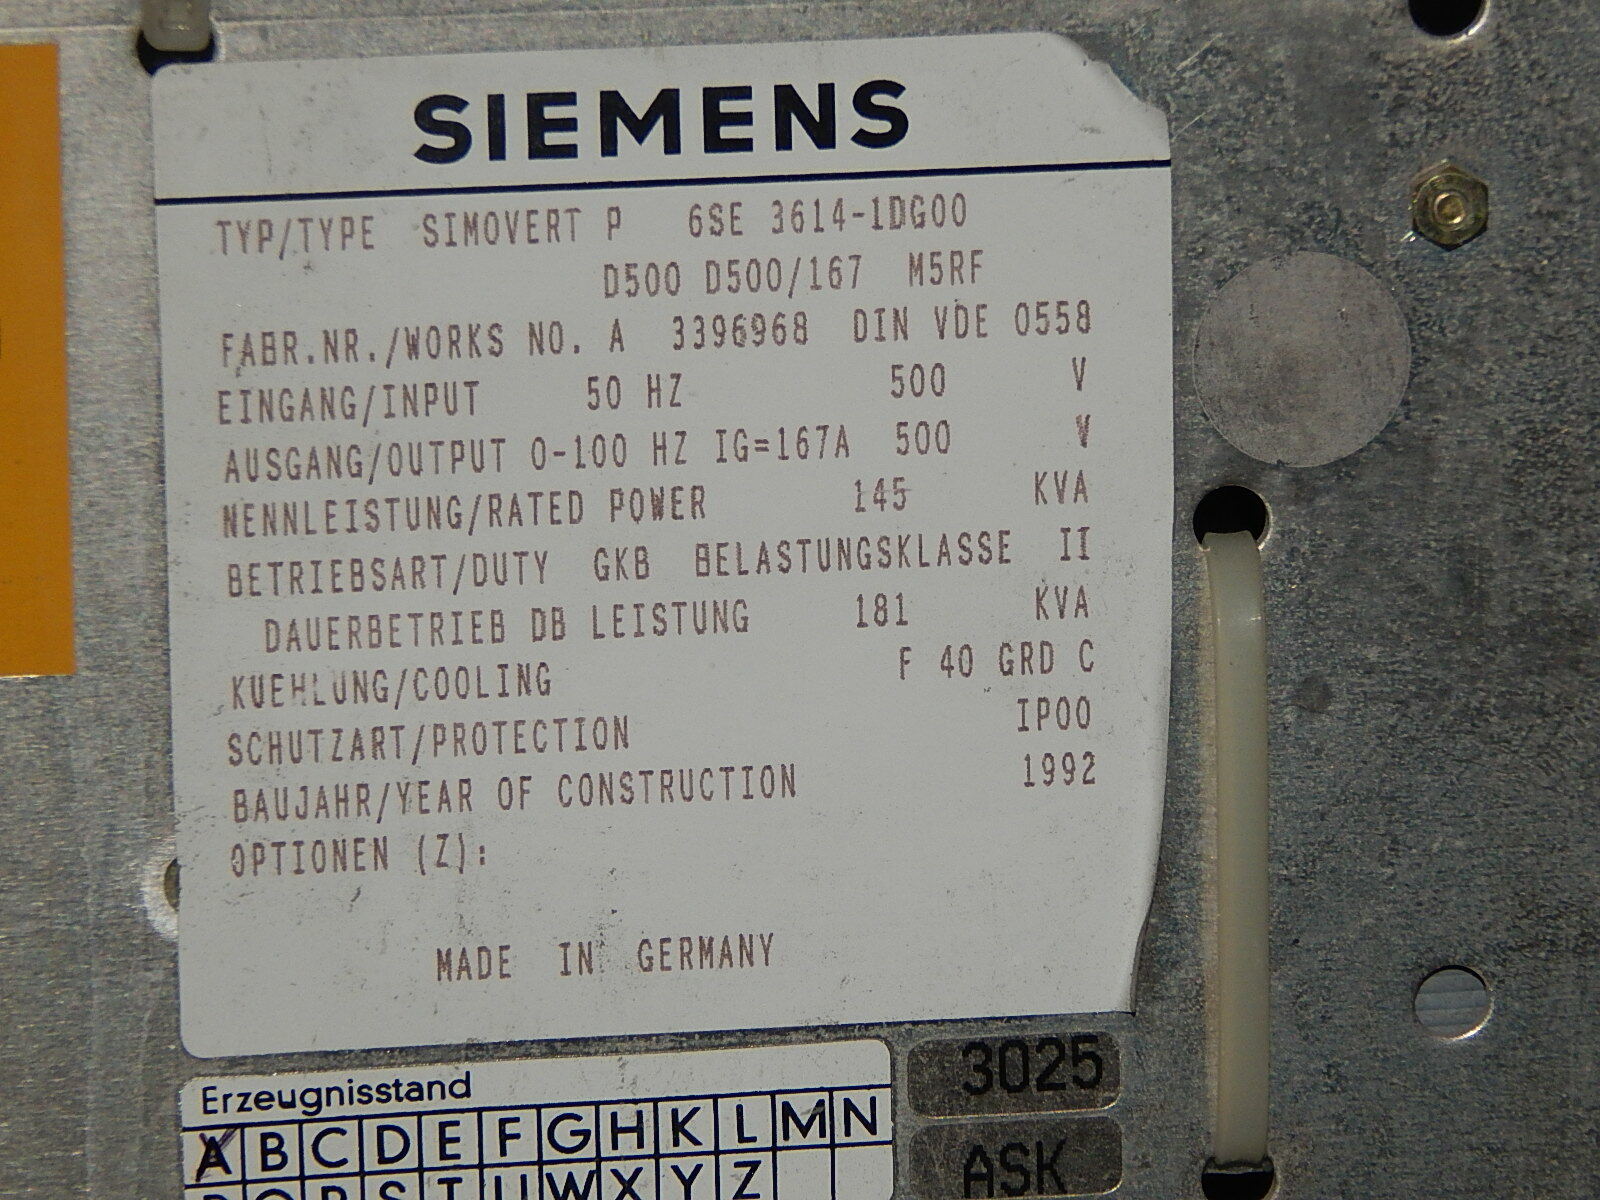 SIEMENS
TYP/TYPE SIMOVERT P 6SE 3614-1DG00
D500 D500/167 M5RF
FABR.NR./WORKS NO. A 3396968 DIN VDE 0558
EINGANG/INPUT 50 HZ 500 V
AUSGANG/OUTPUT 0-100 HZ IG=167A 500 V
NENNLEISTUNG/RATED POWER 145 KVA
BETRIEBSART/DUTY GKB BELASTUNGSKLASSE II
DAUERBETRIEB DB LEISTUNG 181 KVA
KUEHLUNG/COOLING F 40 GRD C
SCHUTZART/PROTECTION IP00
BAUJAHR/YEAR OF CONSTRUCTION 1992
OPTIONEN (Z):
MADE IN GERMANY
Erzeugnisstand
A B C D E F G H K L M N
U W X Y Z
3025
ASK